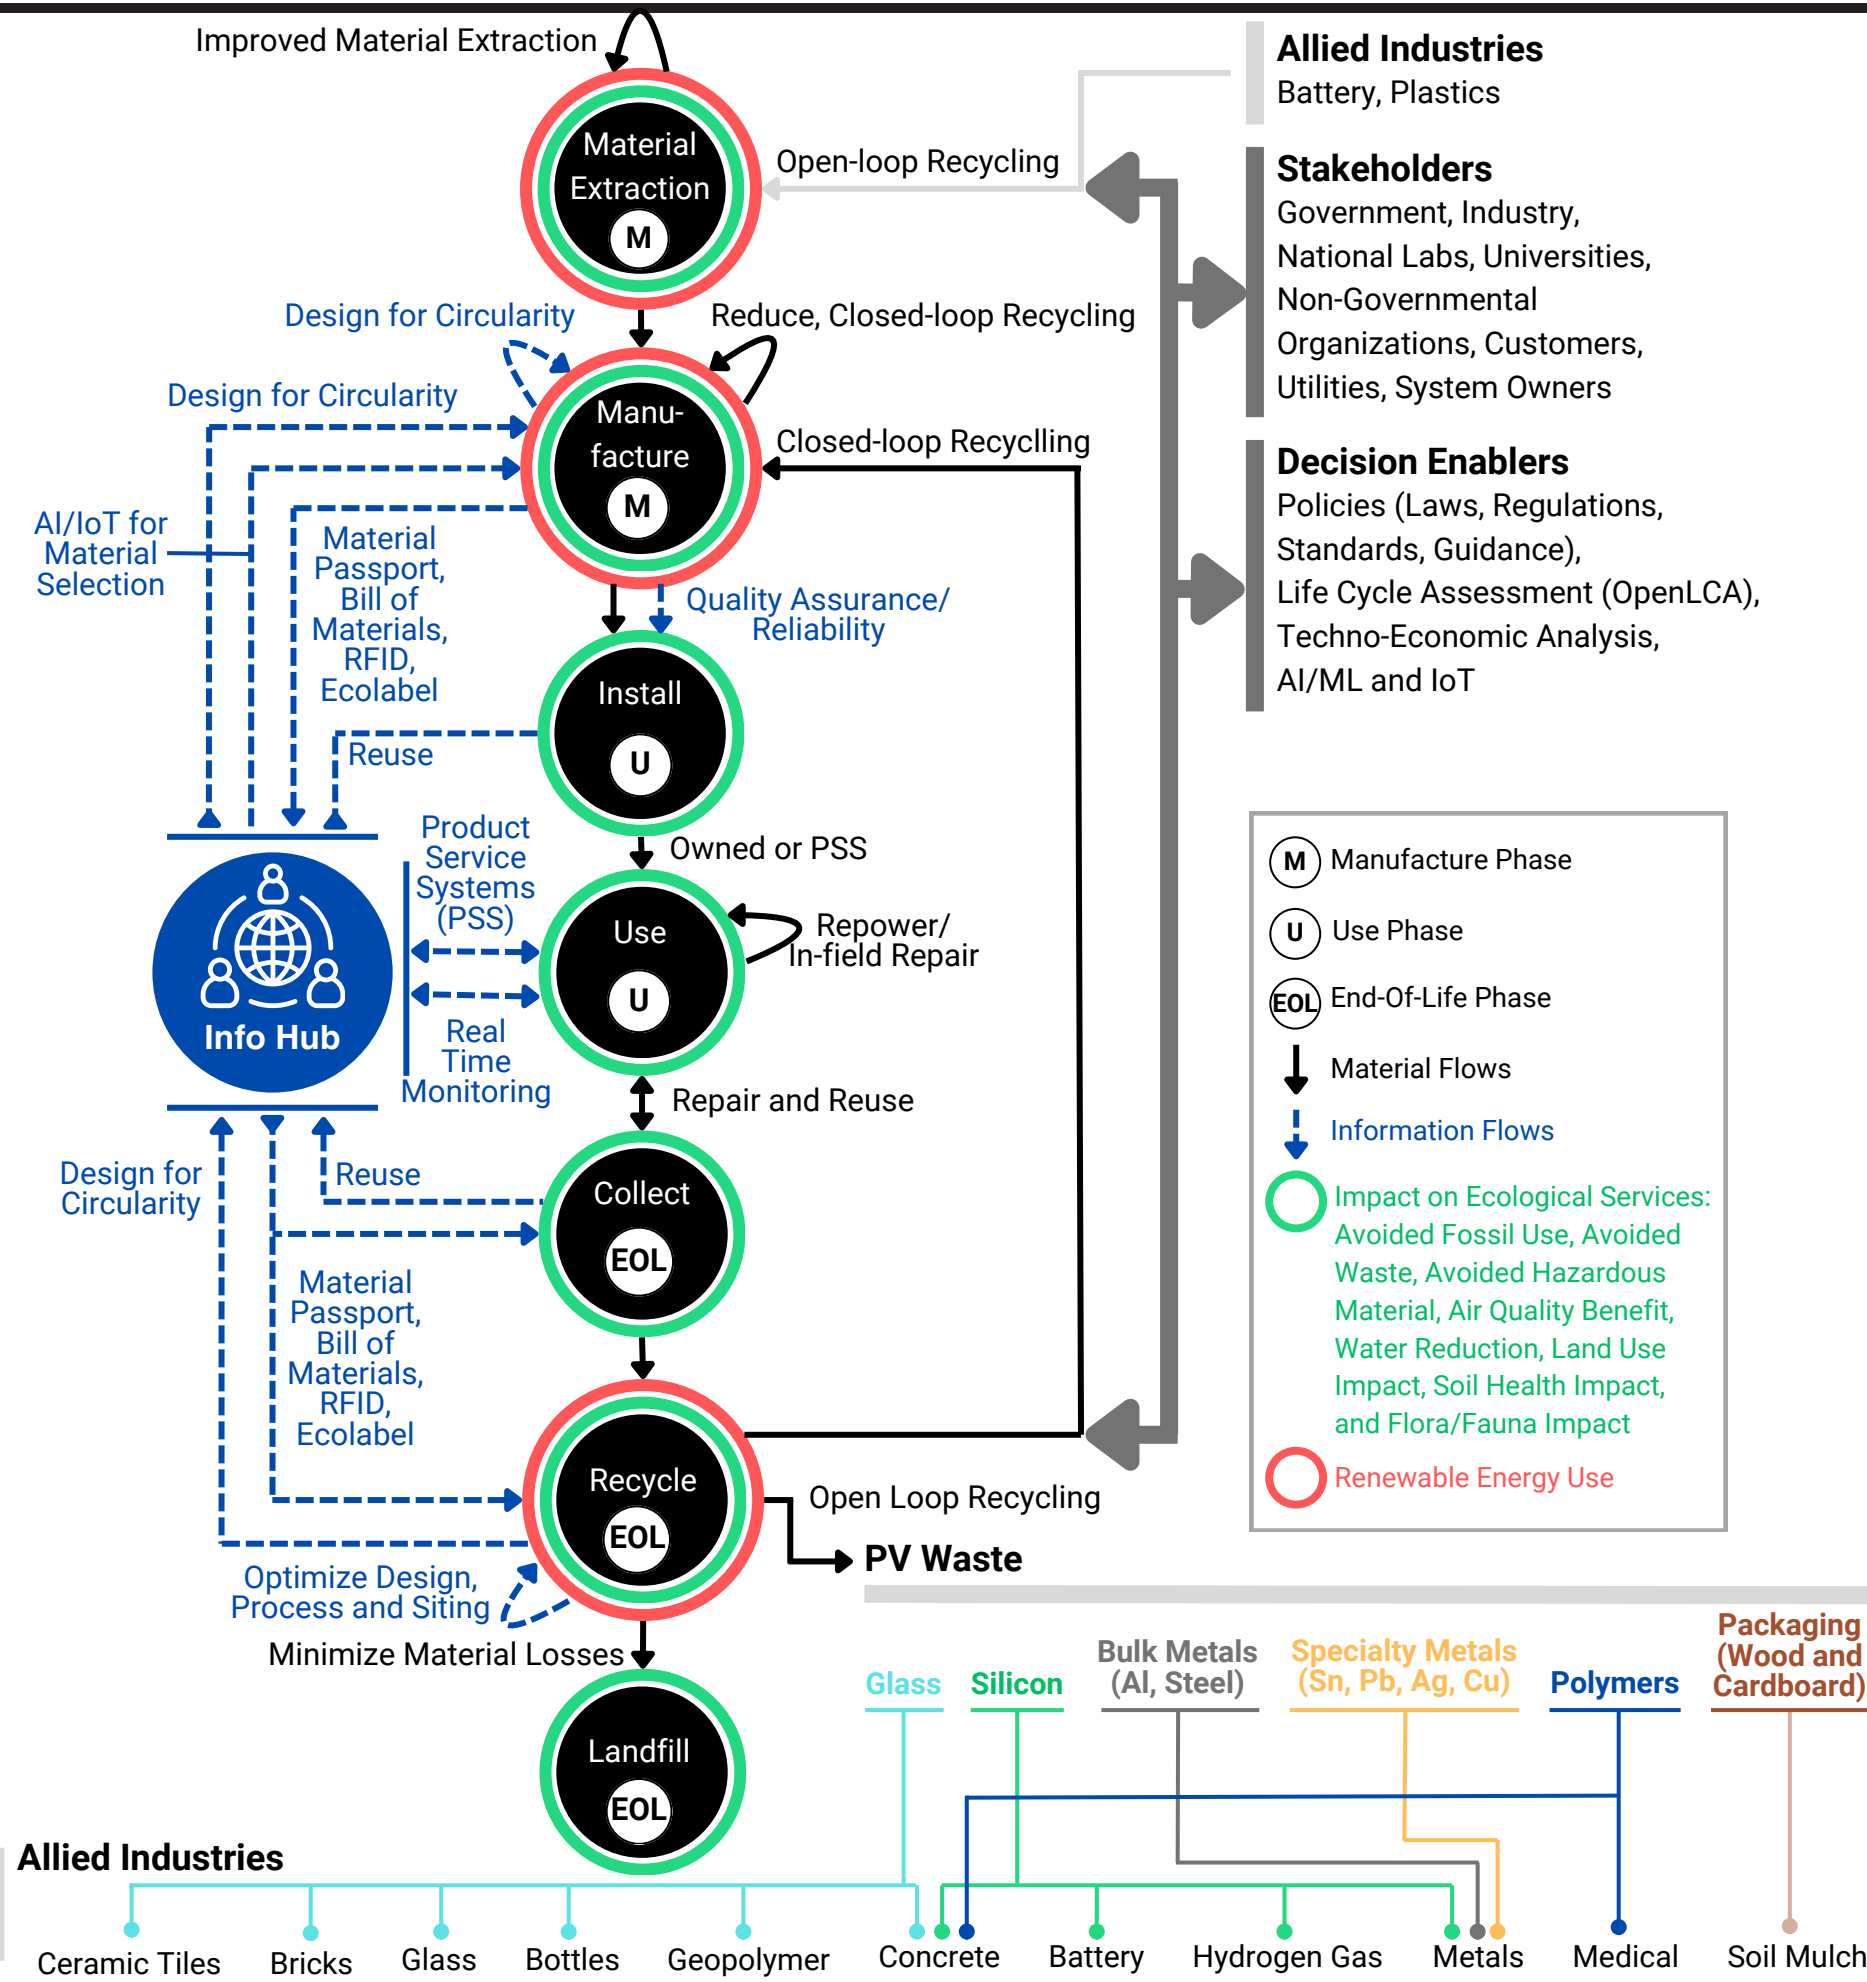 Improved Material Extraction
Material
Extraction
M
Open-loop Recycling
Allied Industries
Battery, Plastics
Stakeholders
Government, Industry,
National Labs, Universities,
Non-Governmental
Organizations, Customers,
Utilities, System Owners
Decision Enablers
Policies (Laws, Regulations,
Standards, Guidance),
Life Cycle Assessment (OpenLCA),
Techno-Economic Analysis,
AI/ML and IoT
Design for Circularity
Reduce, Closed-loop Recycling
Design for Circularity
Manu-
facture
M
Closed-loop Recyclling
AI/IoT for
Material
Selection
Material
Passport,
Bill of
Materials,
RFID,
Ecolabel
Quality Assurance/
Reliability
Install
U
Reuse
Owned or PSS
Product
Service
Systems
(PSS)
Use
U
Repower/
In-field Repair
Info Hub
Real
Time
Monitoring
Repair and Reuse
Design for
Circularity
Reuse
Collect
EOL
Material
Passport,
Bill of
Materials,
RFID,
Ecolabel
Recycle
EOL
Open Loop Recycling
PV Waste
Optimize Design,
Process and Siting
Minimize Material Losses
Landfill
EOL
M Manufacture Phase
U Use Phase
EOL End-Of-Life Phase
Material Flows
Information Flows
Impact on Ecological Services:
Avoided Fossil Use, Avoided
Waste, Avoided Hazardous
Material, Air Quality Benefit,
Water Reduction, Land Use
Impact, Soil Health Impact,
and Flora/Fauna Impact
Renewable Energy Use
Glass
Silicon
Bulk Metals
(Al, Steel)
Specialty Metals
(Sn, Pb, Ag, Cu)
Polymers
Packaging
(Wood and
Cardboard)
Allied Industries
Ceramic Tiles
Bricks
Glass
Bottles
Geopolymer
Concrete
Battery
Hydrogen Gas
Metals
Medical
Soil Mulch